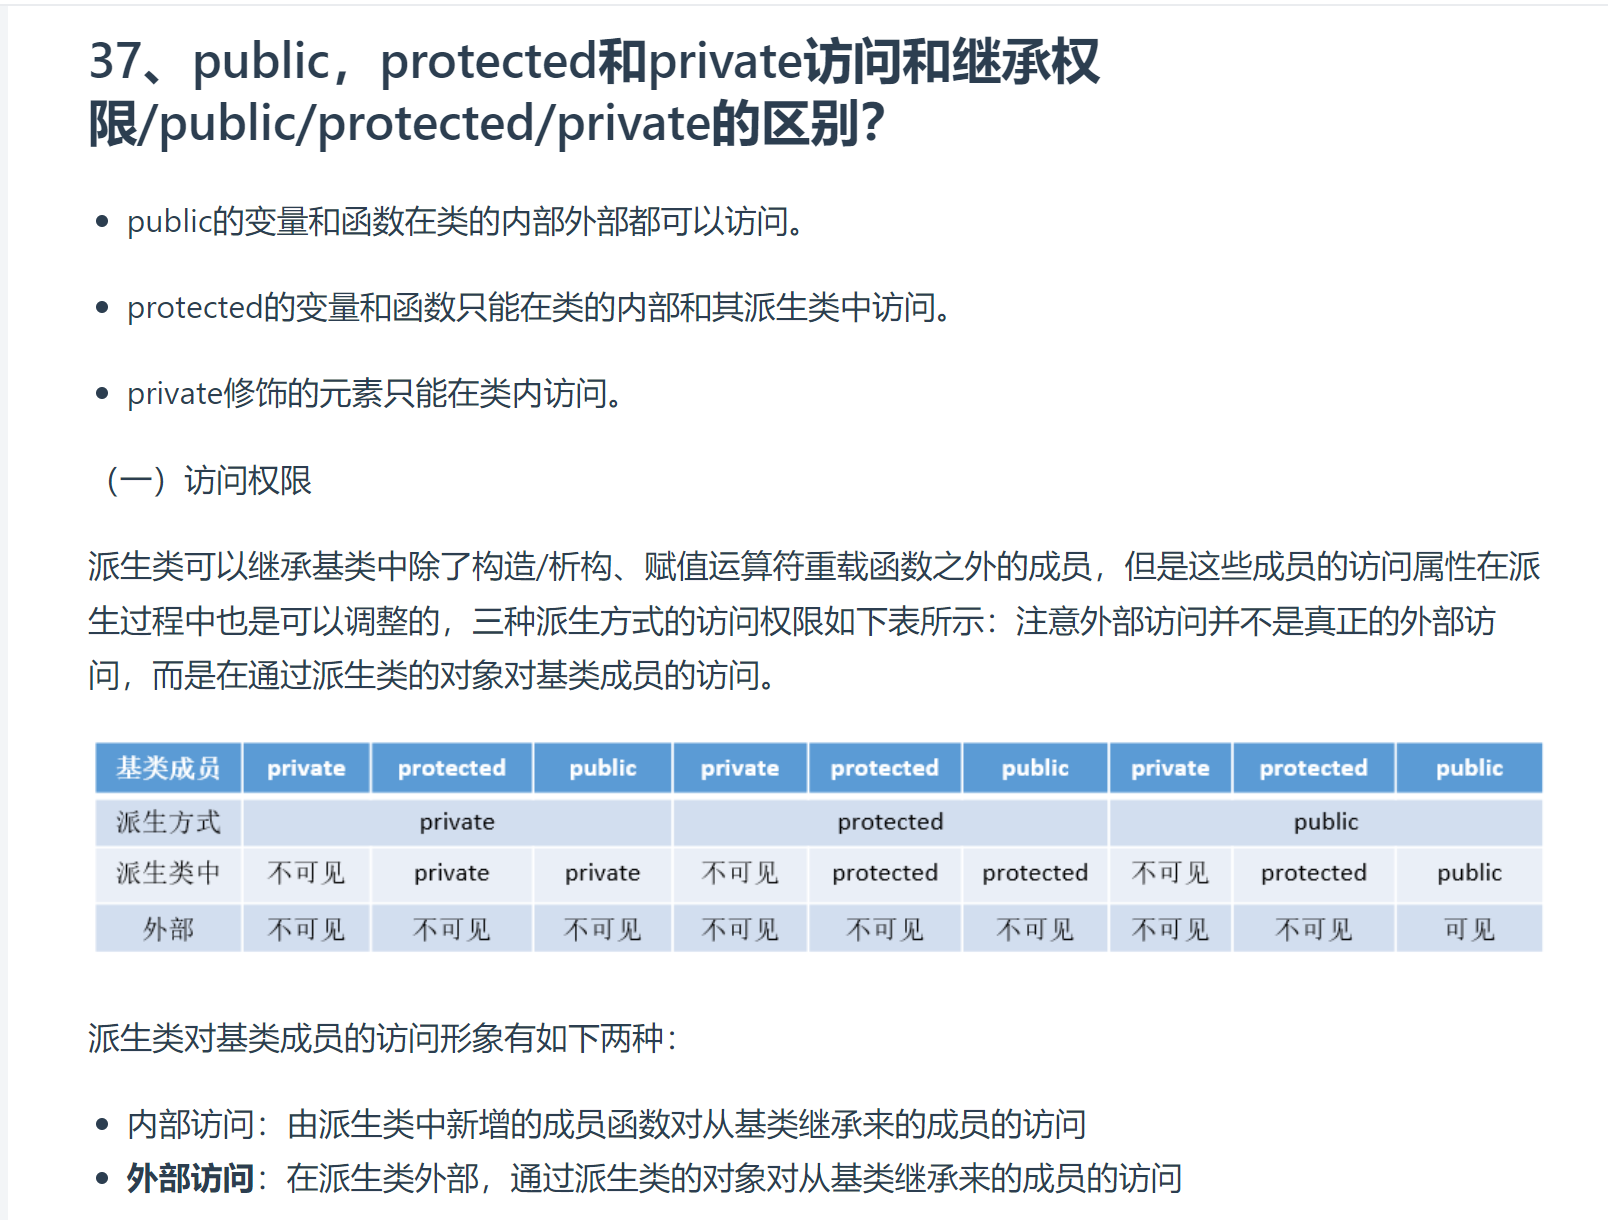 37、public，protected和private访问和继承权
限/public/protected/private的区别？
public的变量和函数在类的内部外部都可以访问。
protected的变量和函数只能在类的内部和其派生类中访问。
private修饰的元素只能在类内访问。
（一）访问权限
派生类可以继承基类中除了构造/析构、赋值运算符重载函数之外的成员，但是这些成员的访问属性在派
生过程中也是可以调整的，三种派生方式的访问权限如下表所示：注意外部访问并不是真正的外部访
问，而是在通过派生类的对象对基类成员的访问。
基类成员 private protected public private protected public private protected public
派生方式 private protected public
派生类中 不可见 private private 不可见 protected protected 不可见 protected public
外部 不可见 不可见 不可见 不可见 不可见 不可见 不可见 不可见 可见
派生类对基类成员的访问形象有如下两种：
内部访问：由派生类中新增的成员函数对从基类继承来的成员的访问
外部访问：在派生类外部，通过派生类的对象对从基类继承来的成员的访问